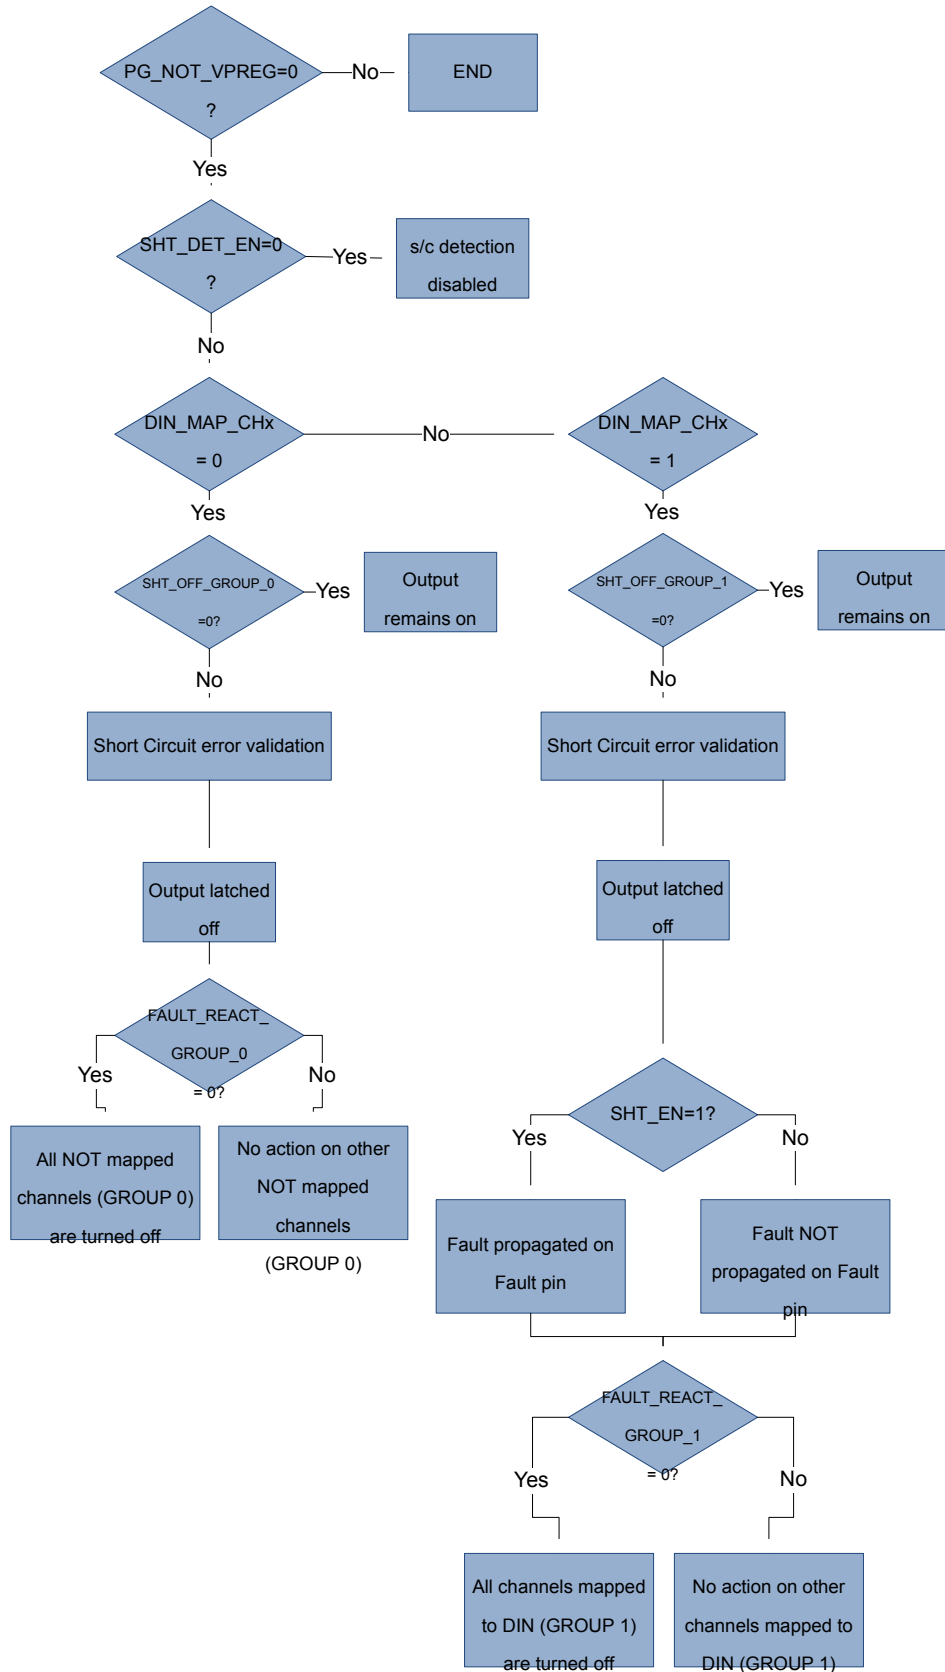 PG_NOT_VPREG=0
?
No
END
Yes
SHT_DET_EN=0
?
Yes
s/c detection
disabled
No
DIN_MAP_CHx
= 0
No
DIN_MAP_CHx
= 1
Yes
Yes
SHT_OFF_GROUP_0
=0?
Yes
Output
remains on
SHT_OFF_GROUP_1
=0?
Yes
Output
remains on
No
No
Short Circuit error validation
Short Circuit error validation
Output latched
off
Output latched
off
FAULT_REACT_
GROUP_0
= 0?
Yes
No
All NOT mapped
channels (GROUP 0)
are turned off
No action on other
NOT mapped
channels
(GROUP 0)
SHT_EN=1?
Yes
No
Fault propagated on
Fault pin
Fault NOT
propagated on Fault
pin
FAULT_REACT_
GROUP_1
= 0?
Yes
No
All channels mapped
to DIN (GROUP 1)
are turned off
No action on other
channels mapped to
DIN (GROUP 1)